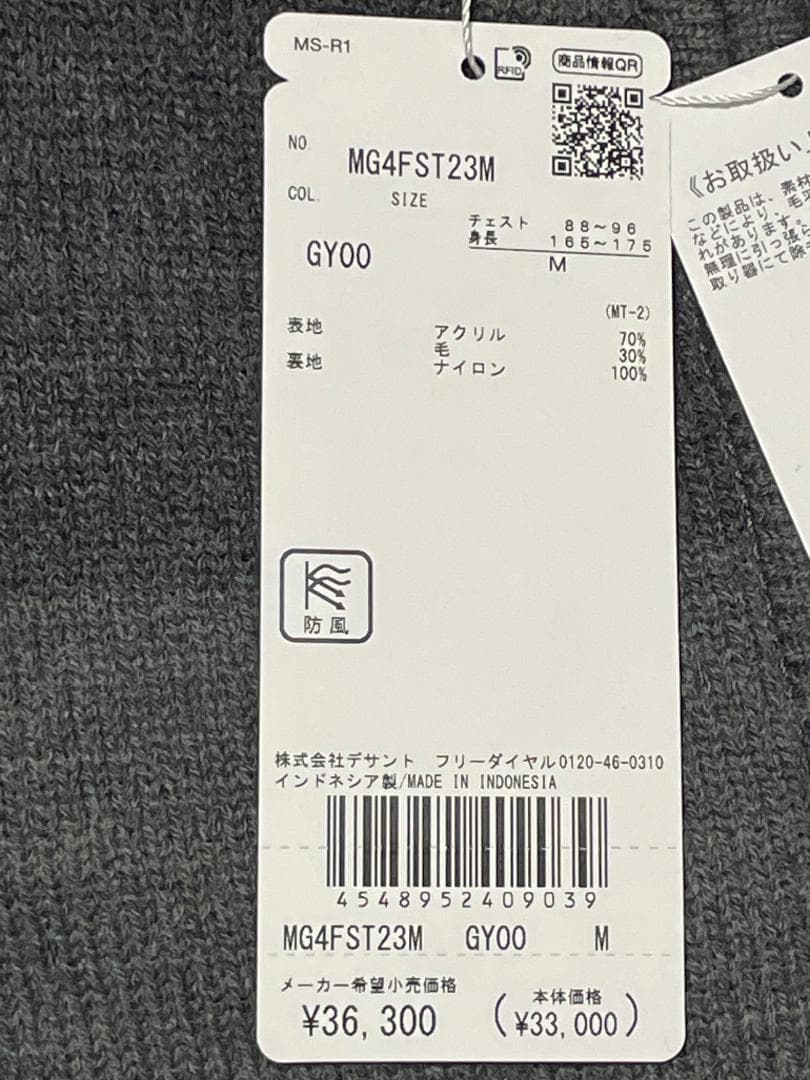 MS-R1
RFID
商品情報QR
NO.
MG4FST23M
COL.
SIZE
チェスト 88~96
身長 165~175
GY00
M
(MT-2)
表地 アクリル 70%
毛 30%
裏地 ナイロン 100%
防風
株式会社デサント フリーダイヤル0120-46-0310
インドネシア製/MADE IN INDONESIA
4548952409039
MG4FST23M GY00 M
メーカー希望小売価格
¥36,300
本体価格
(¥33,000)
《お取扱い
この製品は、素材
などにより、毛羽
れがあります。
無理に引っ張ら
取り器にて除